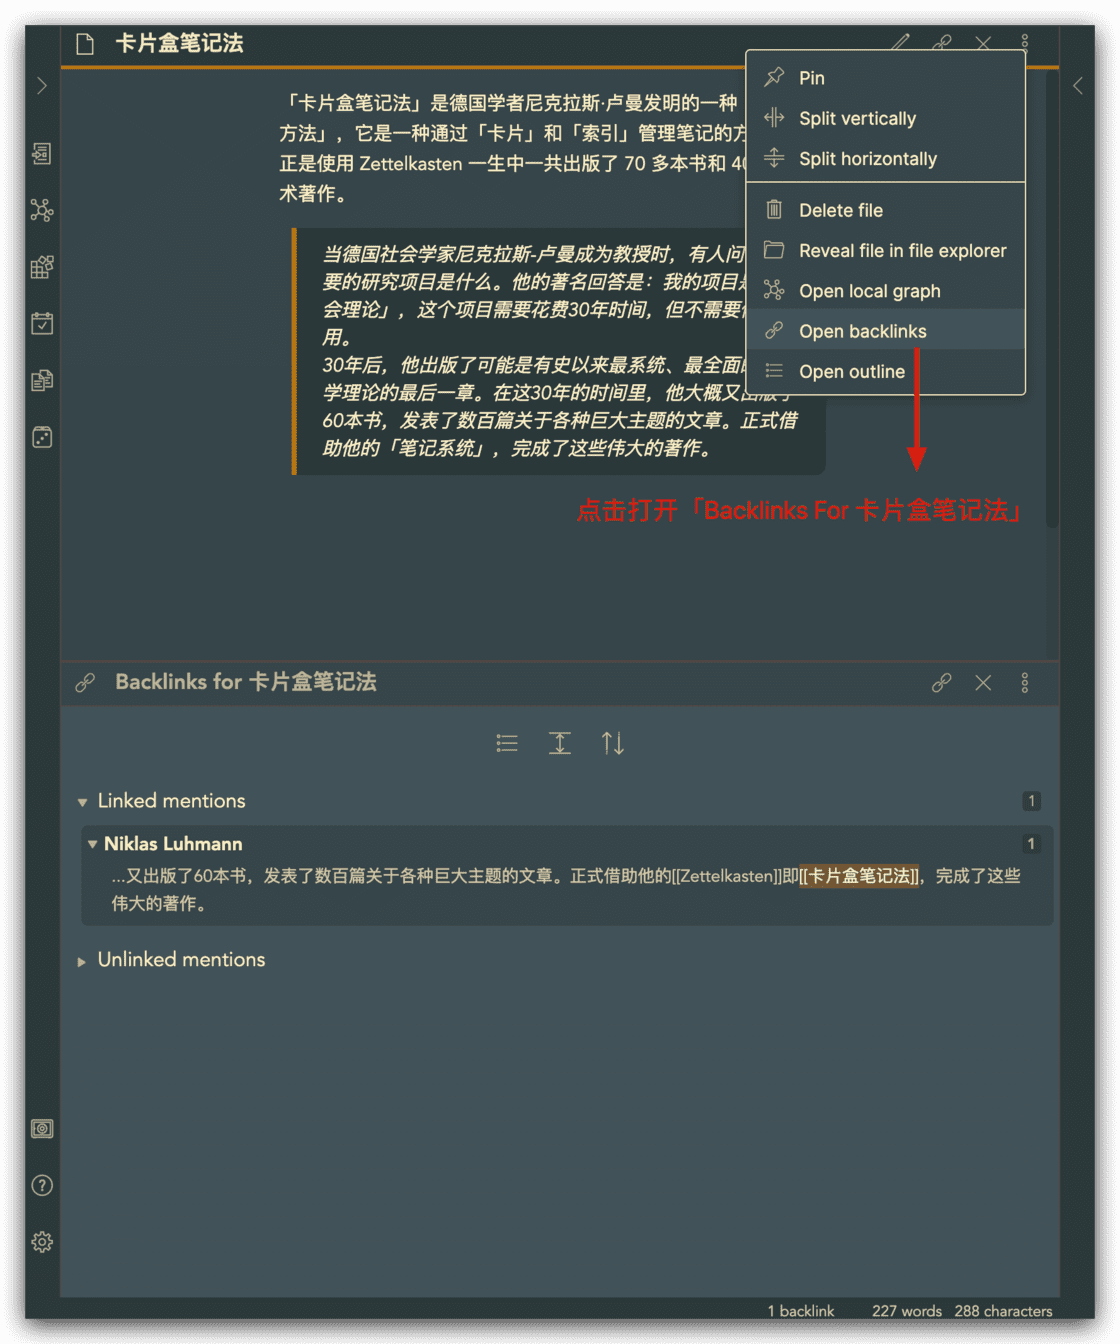 卡片盒笔记法
「卡片盒笔记法」是德国学者尼克拉斯·卢曼发明的一种
方法」，它是一种通过「卡片」和「索引」管理笔记的方
正是使用 Zettelkasten 一生中一共出版了 70 多本书和 40
术著作。
当德国社会学家尼克拉斯-卢曼成为教授时，有人问
要的研究项目是什么。他的著名回答是：我的项目是
会理论」，这个项目需要花费30年时间，但不需要
用。
30年后，他出版了可能是有史以来最系统、最全面
学理论的最后一章。在这30年的时间里，他大概又出版了
60本书，发表了数百篇关于各种巨大主题的文章。正式借
助他的「笔记系统」，完成了这些伟大的著作。
Pin
Split vertically
Split horizontally
Delete file
Reveal file in file explorer
Open local graph
Open backlinks
Open outline
点击打开「Backlinks For 卡片盒笔记法」
Backlinks for 卡片盒笔记法
Linked mentions 1
Niklas Luhmann 1
...又出版了60本书，发表了数百篇关于各种巨大主题的文章。正式借助他的[[Zettelkasten]]即[[卡片盒笔记法]]，完成了这些
伟大的著作。
Unlinked mentions
1 backlink 227 words 288 characters